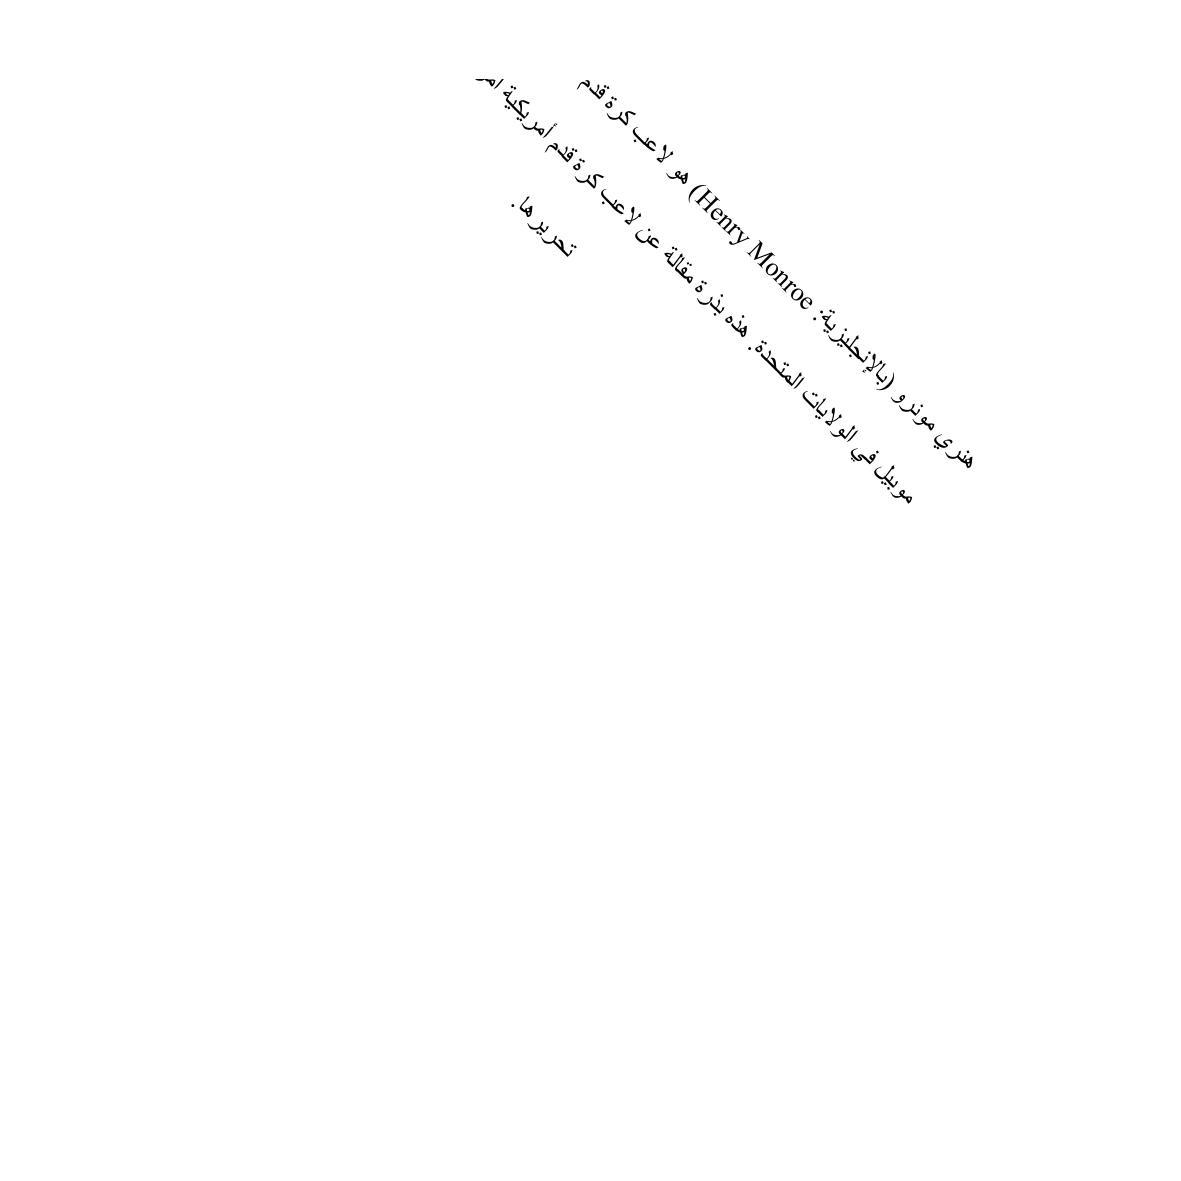 هنري مونرو (بالإنجليزية: Henry Monroe) هو لاعب كرة قدم
موبيل في الولايات المتحدة. هذه بذرة مقالة عن لاعب كرة قدم أمريكية
تحريرها.